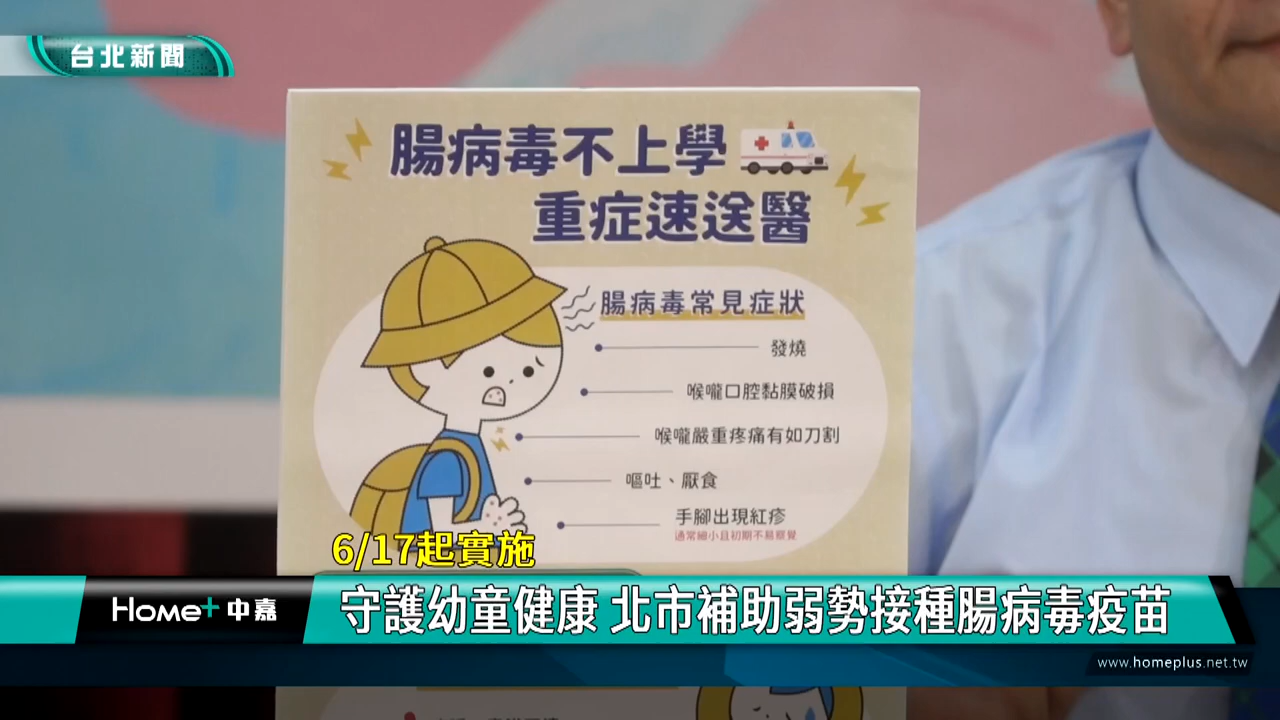 台北新聞
腸病毒不上學
重症速送醫
腸病毒常見症狀
發燒
喉嚨口腔黏膜破損
喉嚨嚴重疼痛有如刀割
嘔吐、厭食
手腳出現紅疹
通常細小且初期不易察覺
6/17起實施
Home+中嘉
守護幼童健康 北市補助弱勢接種腸病毒疫苗
www.homeplus.net.tw